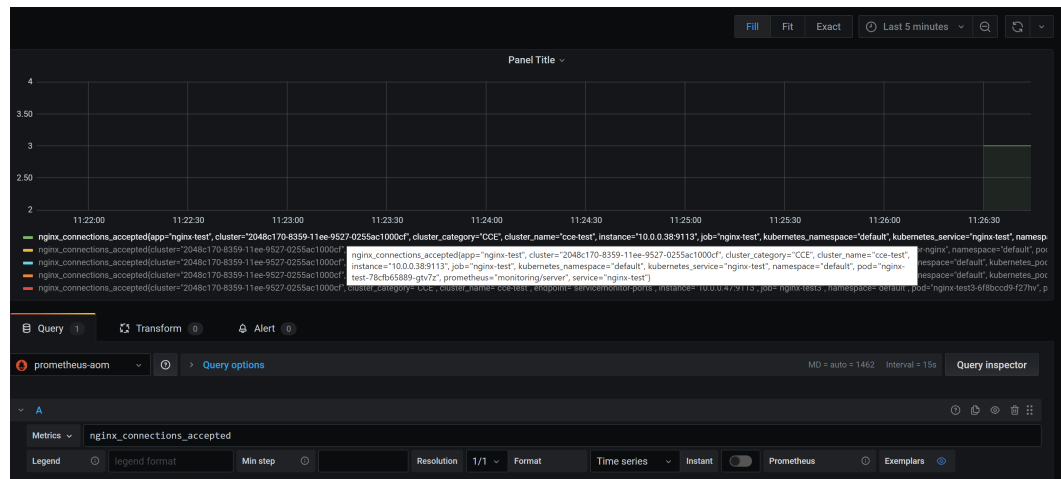 Fill Fit Exact Last 5 minutes
Panel Title
4
3.50
3
2.50
2
11:22:00 11:22:30 11:23:00 11:23:30 11:24:00 11:24:30 11:25:00 11:25:30 11:26:00 11:26:30
nginx_connections_accepted{app="nginx-test", cluster="2048c170-8359-11ee-9527-0255ac1000cf", cluster_category="CCE", cluster_name="cce-test", instance="10.0.0.38:9113", job="nginx-test", kubernetes_namespace="default", kubernetes_service="nginx-test", namesp
nginx_connections_accepted{cluster="2048c170-8359-11ee-9527-0255ac1000cf", r-nginx", namespace="default", pod
nginx_connections_accepted{cluster="2048c170-8359-11ee-9527-0255ac1000cf", nespace="default", kubernetes_poc
nginx_connections_accepted{cluster="2048c170-8359-11ee-9527-0255ac1000cf", nespace="default", kubernetes_poc
nginx_connections_accepted{cluster="2048c170-8359-11ee-9527-0255ac1000cf", cluster_category="CCE", cluster_name="cce-test", endpoint="servicemonitor-ports", instance="10.0.0.47:9113", job="nginx-test3", namespace="default", pod="nginx-test3-6f8bccd9-f27hv", p
nginx_connections_accepted{app="nginx-test", cluster="2048c170-8359-11ee-9527-0255ac1000cf", cluster_category="CCE", cluster_name="cce-test",
instance="10.0.0.38:9113", job="nginx-test", kubernetes_namespace="default", kubernetes_service="nginx-test", namespace="default", pod="nginx-
test-78cfb65889-gtv7z", prometheus="monitoring/server", service="nginx-test"}
Query 1 Transform 0 Alert 0
prometheus-aom Query options MD = auto = 1462 Interval = 15s Query inspector
A
Metrics nginx_connections_accepted
Legend legend format Min step Resolution 1/1 Format Time series Instant Prometheus Exemplars